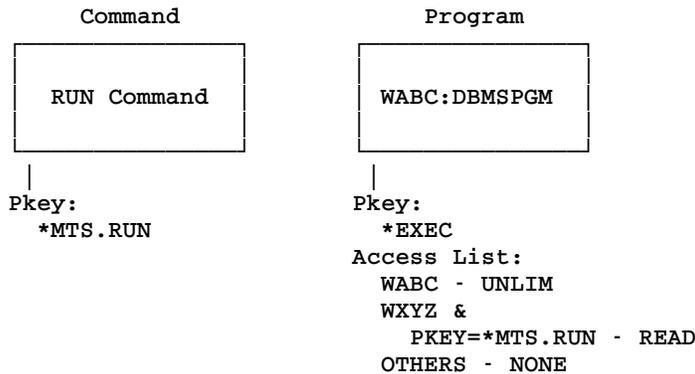 Command
RUN Command
Pkey:
*MTS.RUN
Program
WABC:DBMSPGM
Pkey:
*EXEC
Access List:
WABC - UNLIM
WXYZ &
PKEY=*MTS.RUN - READ
OTHERS - NONE